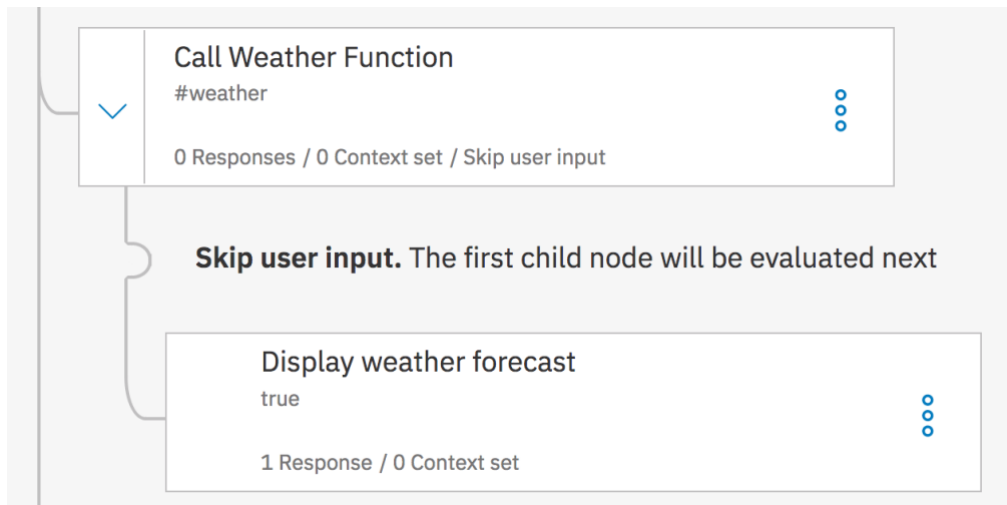 Call Weather Function
#weather
0 Responses / 0 Context set / Skip user input
Skip user input. The first child node will be evaluated next
Display weather forecast
true
1 Response / 0 Context set